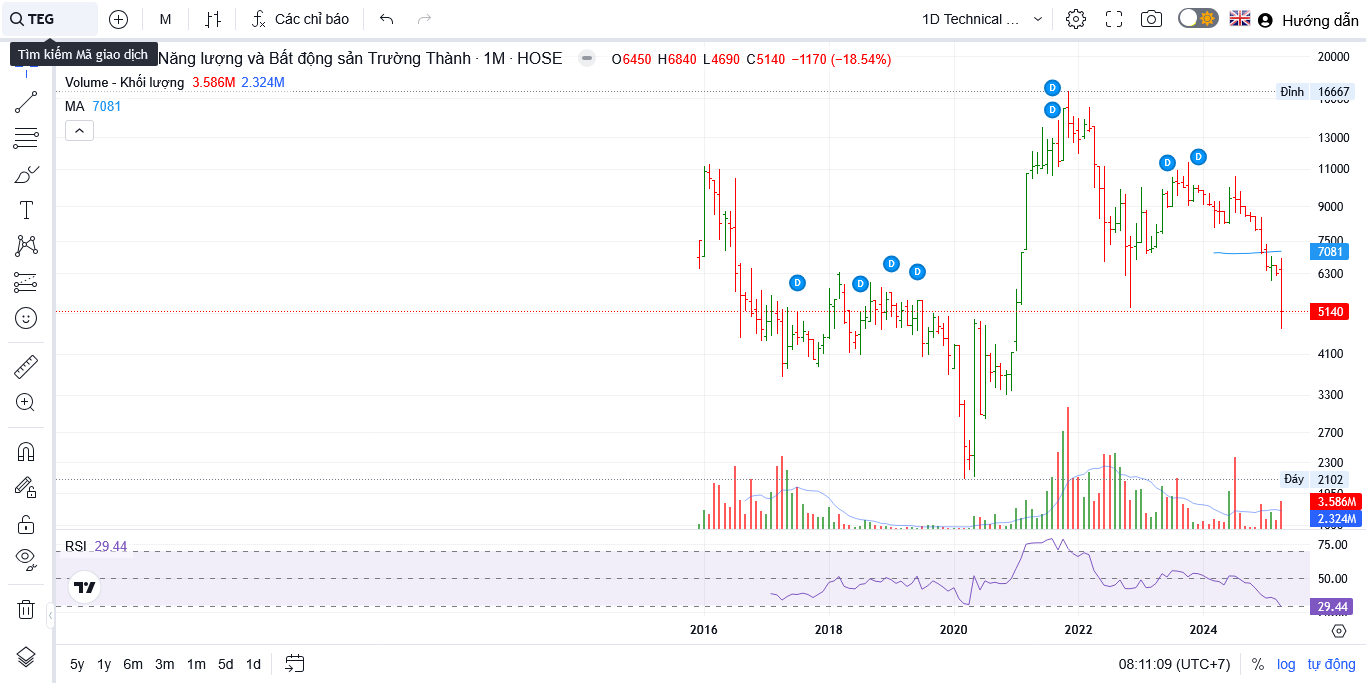 TEG
M
Các chỉ báo
1D Technical ...
Hướng dẫn
Tìm kiếm Mã giao dịch
Năng lượng và Bất động sản Trường Thành · 1M · HOSE
O6450 H6840 L4690 C5140 −1170 (−18.54%)
Volume - Khối lượng 3.586M 2.324M
MA 7081
D
D
D
D
D
D
D
D
20000
Đỉnh 16667
13000
11000
9000
7500
7081
6300
5140
4100
3300
2700
2300
Đáy 2102
3.586M
2.324M
RSI 29.44
75.00
50.00
29.44
2016
2018
2020
2022
2024
5y 1y 6m 3m 1m 5d 1d
08:11:09 (UTC+7)
% log tự động